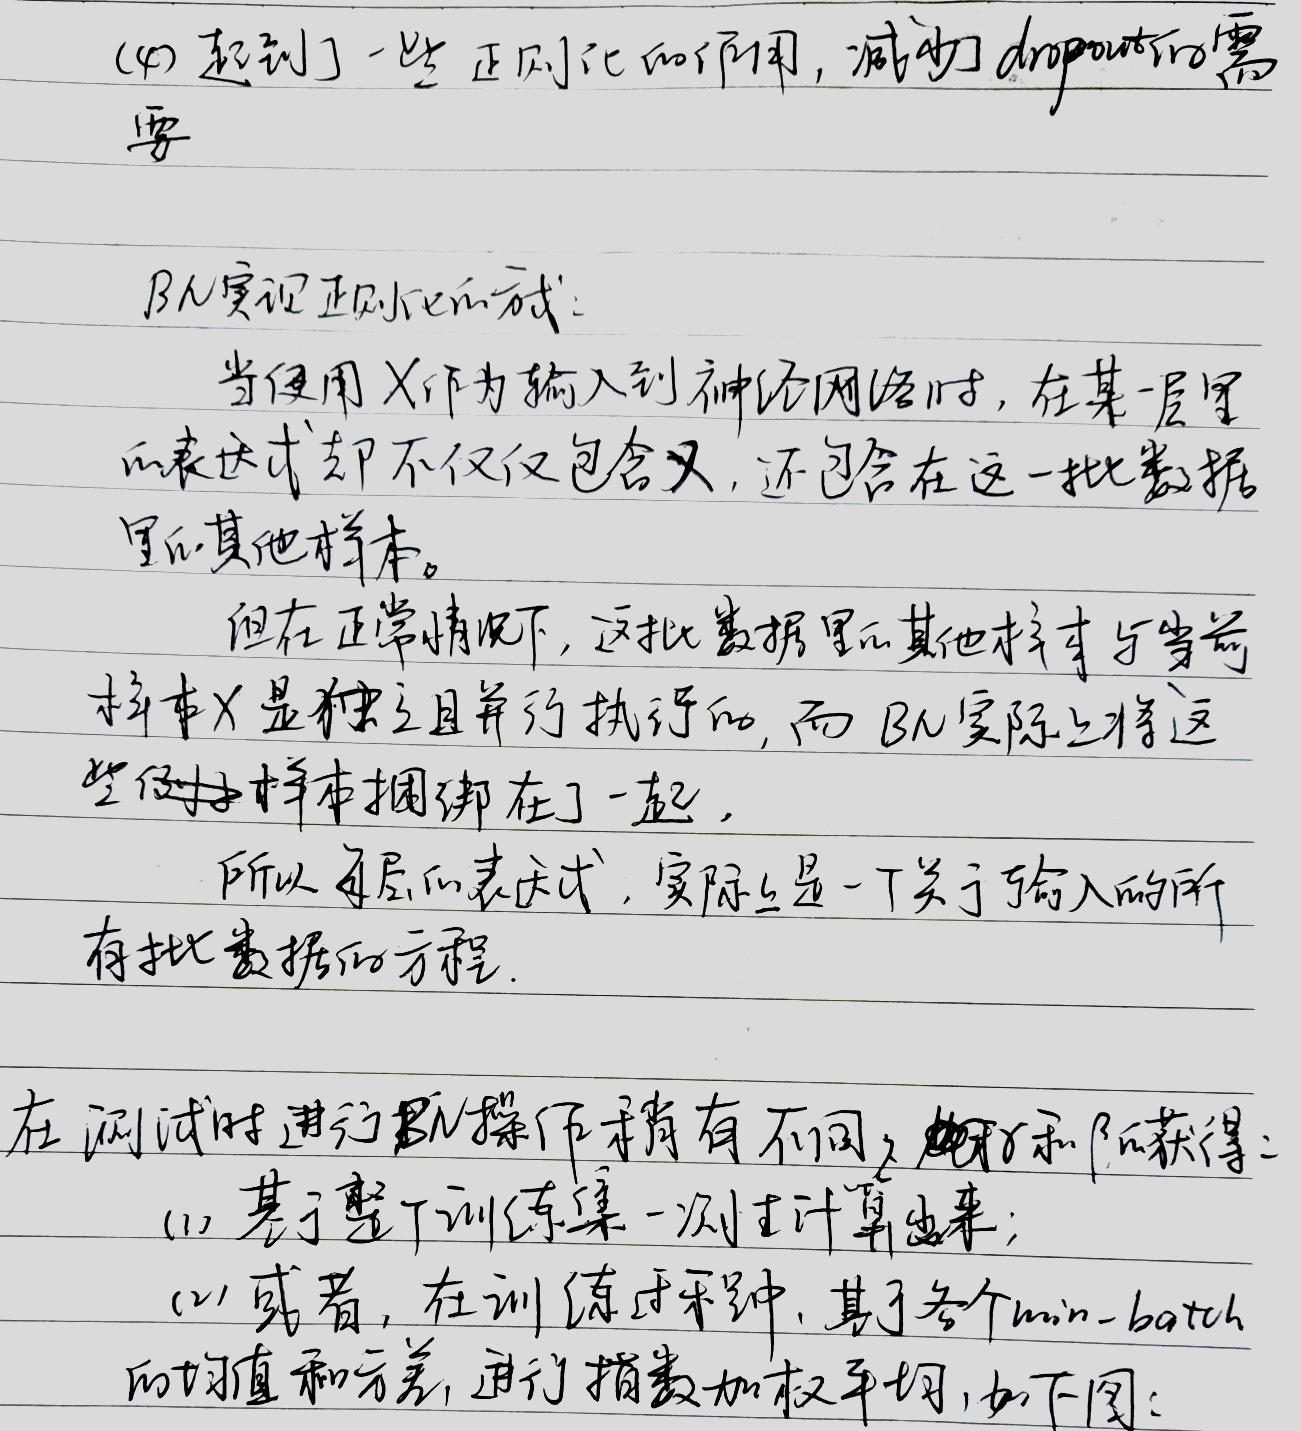 (4) 起到了一些正则化的作用，减少了dropout的需
要
BN实现正则化的方式：
当使用X作为输入到神经网络时，在某一层里
的表达式却不仅仅包含X，还包含在这一批数据
里的其他样本。
但在正常情况下，这批数据里的其他样本与当前
样本X是独立且并行执行的，而BN实际上将这
些样本捆绑在了一起，
所以每层的表达式，实际上是一个关于输入的所
有批数据的方程.
在测试时进行BN操作稍有不同，γ和β的获得：
(1) 基于整个训练集一次性计算出来；
(2) 或者，在训练过程中，基于各个min-batch
的均值和方差，进行指数加权平均，如下图：